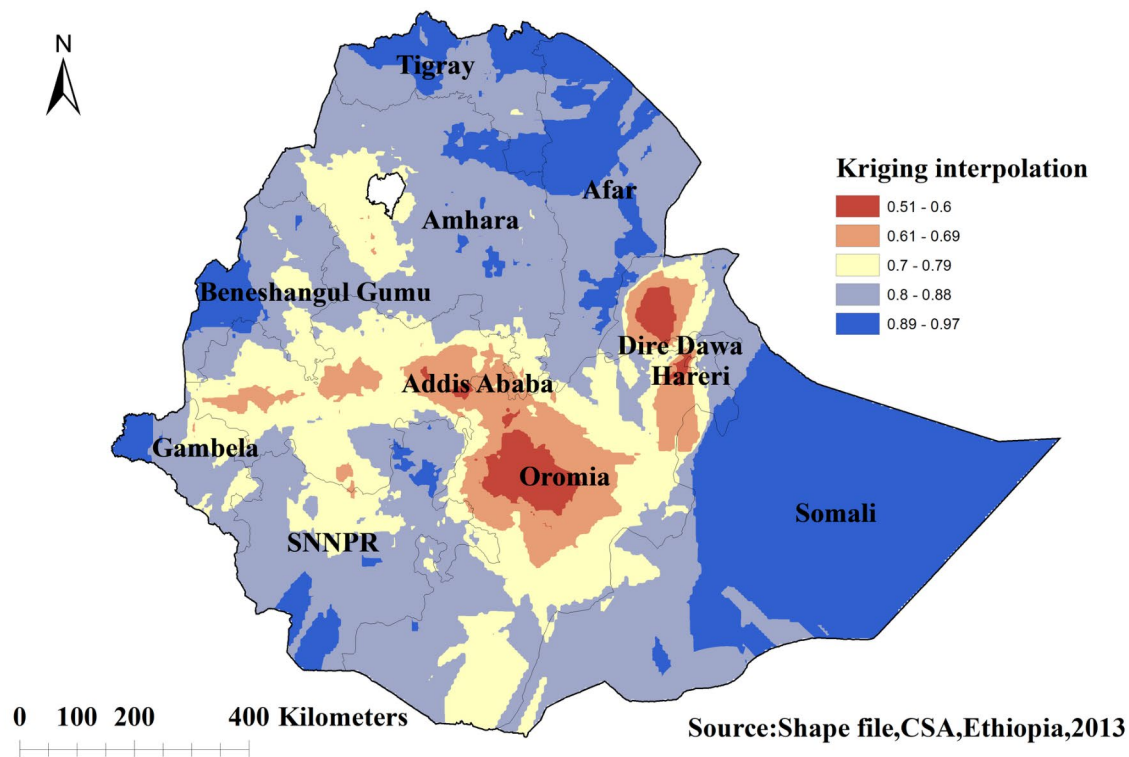 N
Tigray
Kriging interpolation
0.51 - 0.6
0.61 - 0.69
0.7 - 0.79
0.8 - 0.88
0.89 - 0.97
Afar
Amhara
Beneshangul Gumu
Dire Dawa
Hareri
Addis Ababa
Gambela
Oromia
Somali
SNNPR
0 100 200 400 Kilometers
Source:Shape file,CSA,Ethiopia,2013